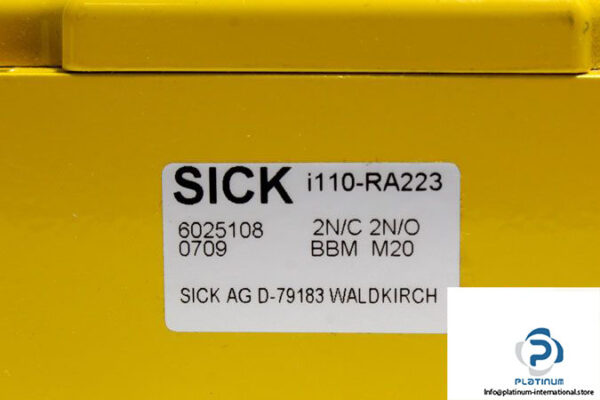 SICK i110-RA223
6025108 2N/C 2N/O
0709 BBM M20
SICK AG D-79183 WALDKIRCH
PLATINUM
Info@platinum-international.store